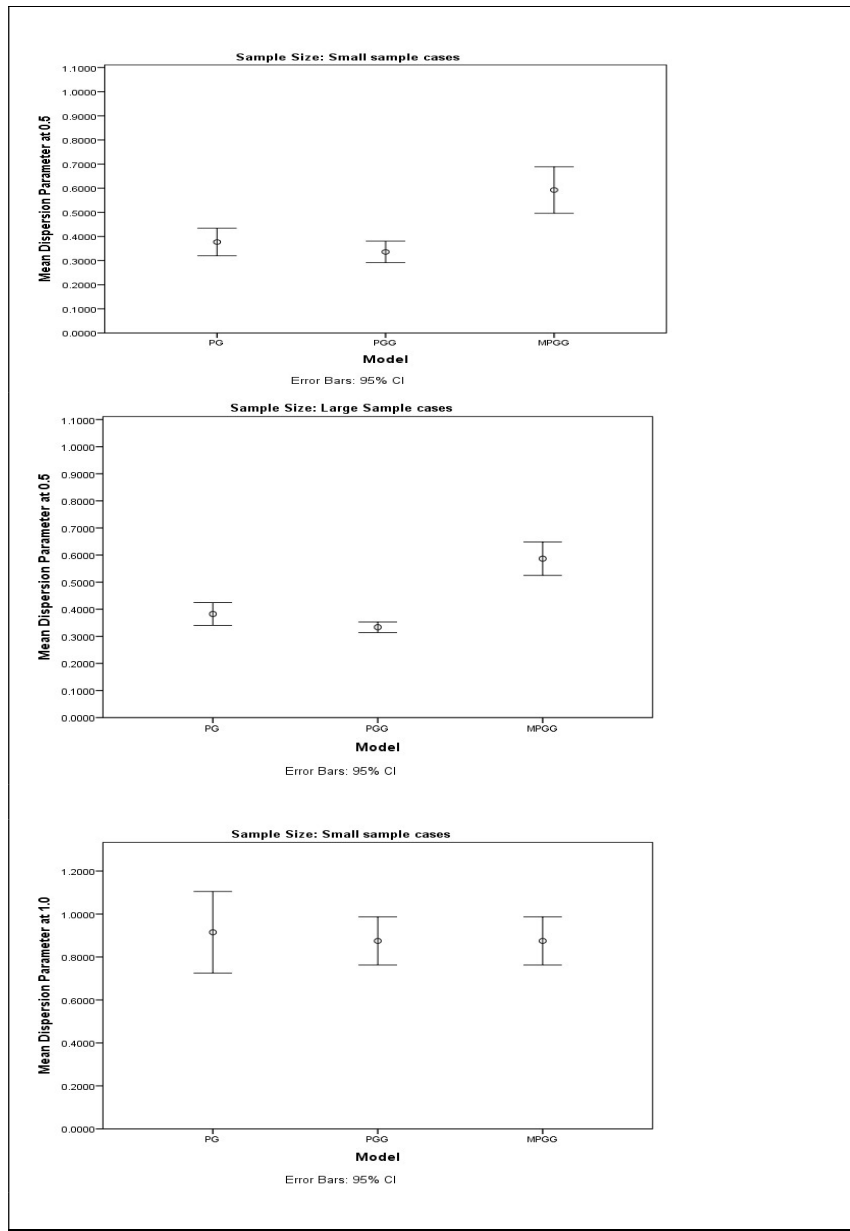 Sample Size: Small sample cases
Mean Dispersion Parameter at 0.5
1.1000
1.0000
0.9000
0.8000
0.7000
0.6000
0.5000
0.4000
0.3000
0.2000
0.1000
0.0000
PG PGG MPGG
Model
Error Bars: 95% CI
Sample Size: Large Sample cases
Mean Dispersion Parameter at 0.5
1.1000
1.0000
0.9000
0.8000
0.7000
0.6000
0.5000
0.4000
0.3000
0.2000
0.1000
0.0000
PG PGG MPGG
Model
Error Bars: 95% CI
Sample Size: Small sample cases
Mean Dispersion Parameter at 1.0
1.2000
1.0000
0.8000
0.6000
0.4000
0.2000
0.0000
PG PGG MPGG
Model
Error Bars: 95% CI